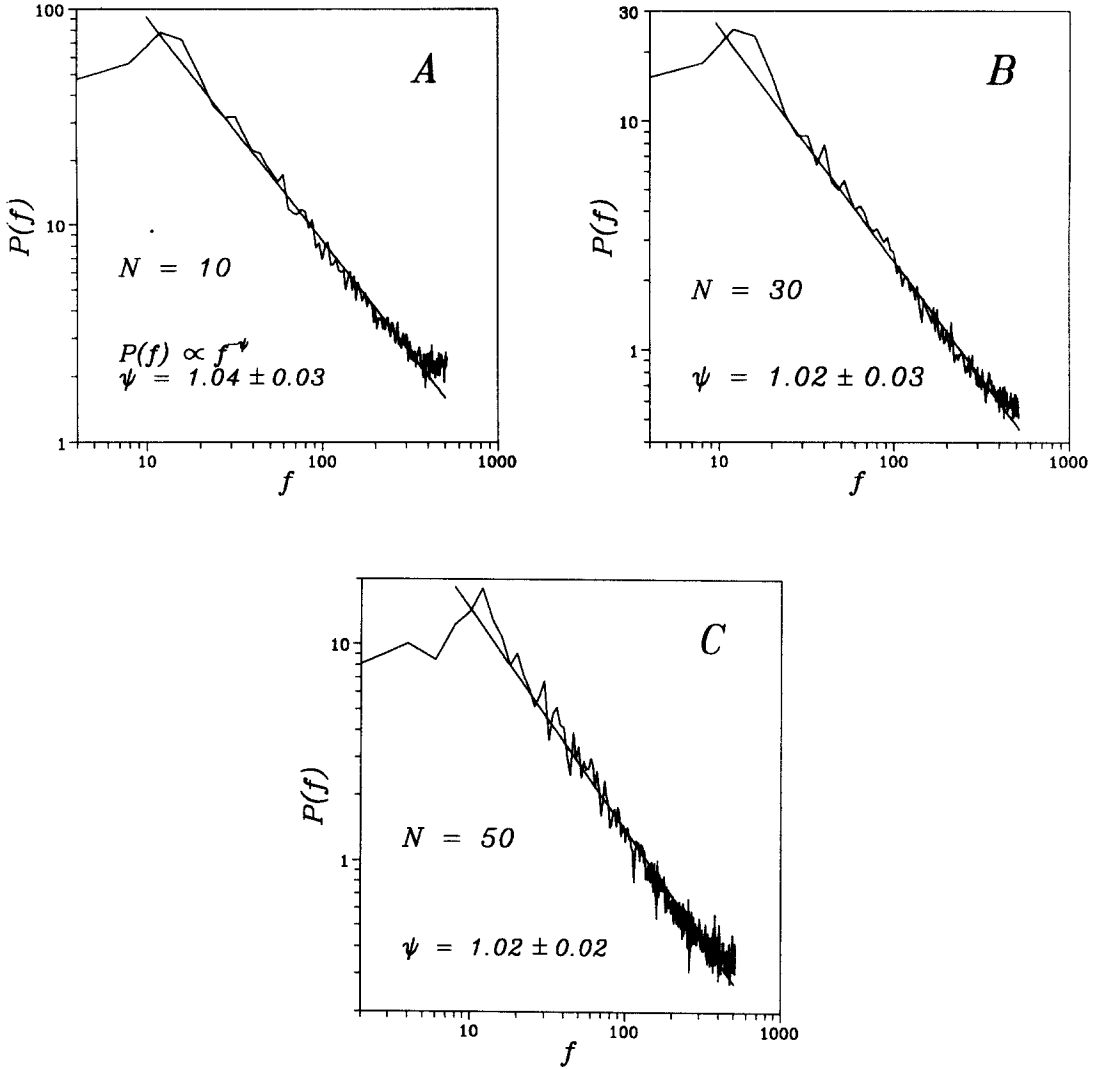 100
A
P(f)
10
N = 10
P(f) ∝ f^-ψ
ψ = 1.04 ± 0.03
1
10 100 1000
f
30
B
10
P(f)
N = 30
1
ψ = 1.02 ± 0.03
10 100 1000
f
C
10
P(f)
N = 50
1
ψ = 1.02 ± 0.02
10 100 1000
f